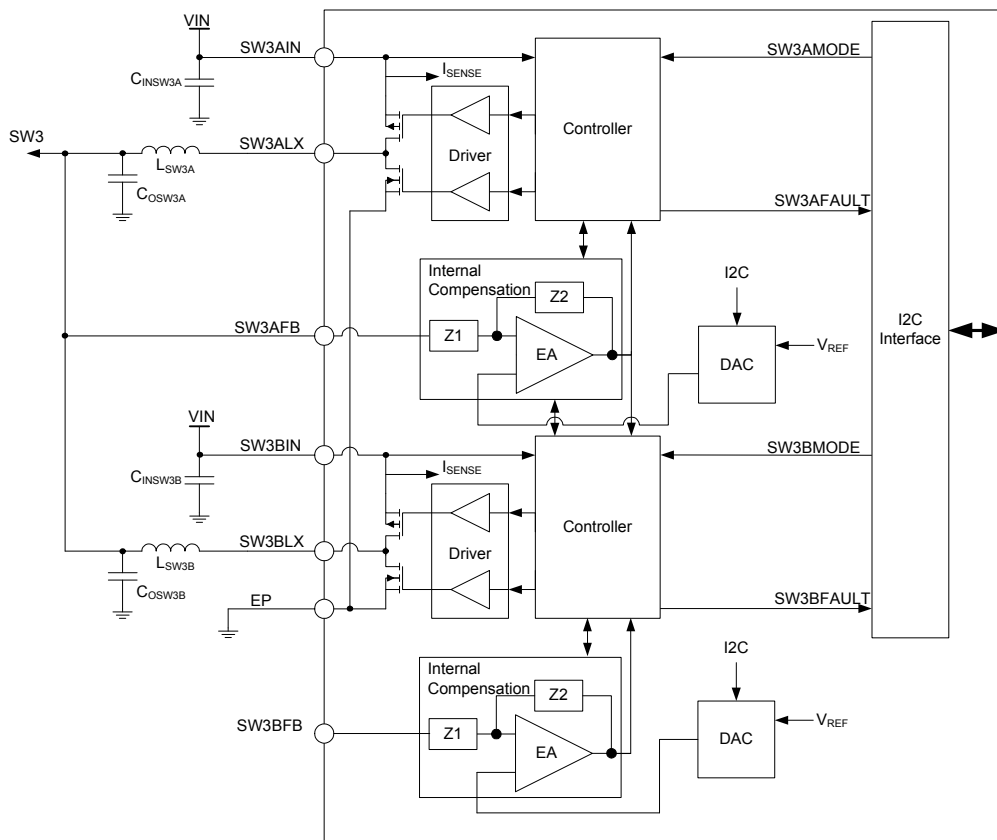 VIN
SW3AIN
CINSW3A
ISENSE
SW3AMODE
Controller
SW3
SW3ALX
LSW3A
COSW3A
Driver
SW3AFAULT
Internal
Compensation
Z2
I2C
SW3AFB
Z1
EA
DAC
VREF
I2C
Interface
VIN
SW3BIN
CINSW3B
ISENSE
SW3BMODE
Controller
SW3BLX
LSW3B
COSW3B
Driver
EP
SW3BFAULT
Internal
Compensation
Z2
I2C
SW3BFB
Z1
EA
DAC
VREF